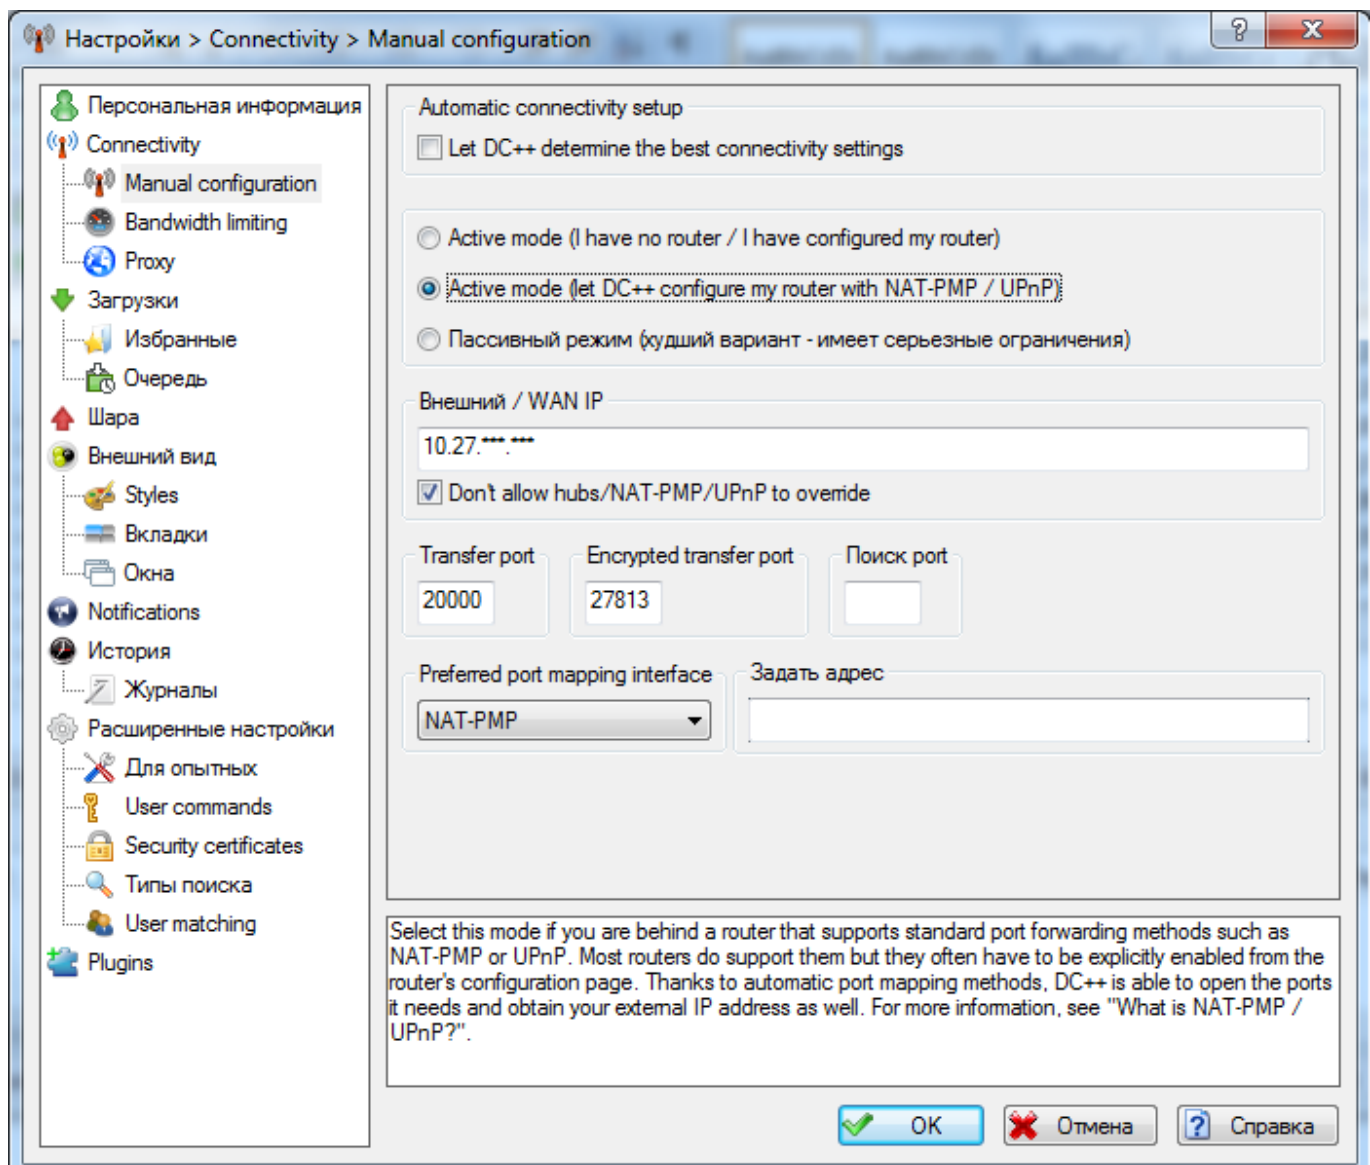 Настройки > Connectivity > Manual configuration
Персональная информация
Connectivity
Manual configuration
Bandwidth limiting
Proxy
Загрузки
Избранные
Очередь
Шара
Внешний вид
Styles
Вкладки
Окна
Notifications
История
Журналы
Расширенные настройки
Для опытных
User commands
Security certificates
Типы поиска
User matching
Plugins
Automatic connectivity setup
Let DC++ determine the best connectivity settings
Active mode (I have no router / I have configured my router)
Active mode (let DC++ configure my router with NAT-PMP / UPnP)
Пассивный режим (худший вариант - имеет серьезные ограничения)
Внешний / WAN IP
10.27.***.***
Don't allow hubs/NAT-PMP/UPnP to override
Transfer port Encrypted transfer port Поиск port
20000 27813
Preferred port mapping interface Задать адрес
NAT-PMP
Select this mode if you are behind a router that supports standard port forwarding methods such as
NAT-PMP or UPnP. Most routers do support them but they often have to be explicitly enabled from the
router's configuration page. Thanks to automatic port mapping methods, DC++ is able to open the ports
it needs and obtain your external IP address as well. For more information, see "What is NAT-PMP /
UPnP?".
OK Отмена Справка